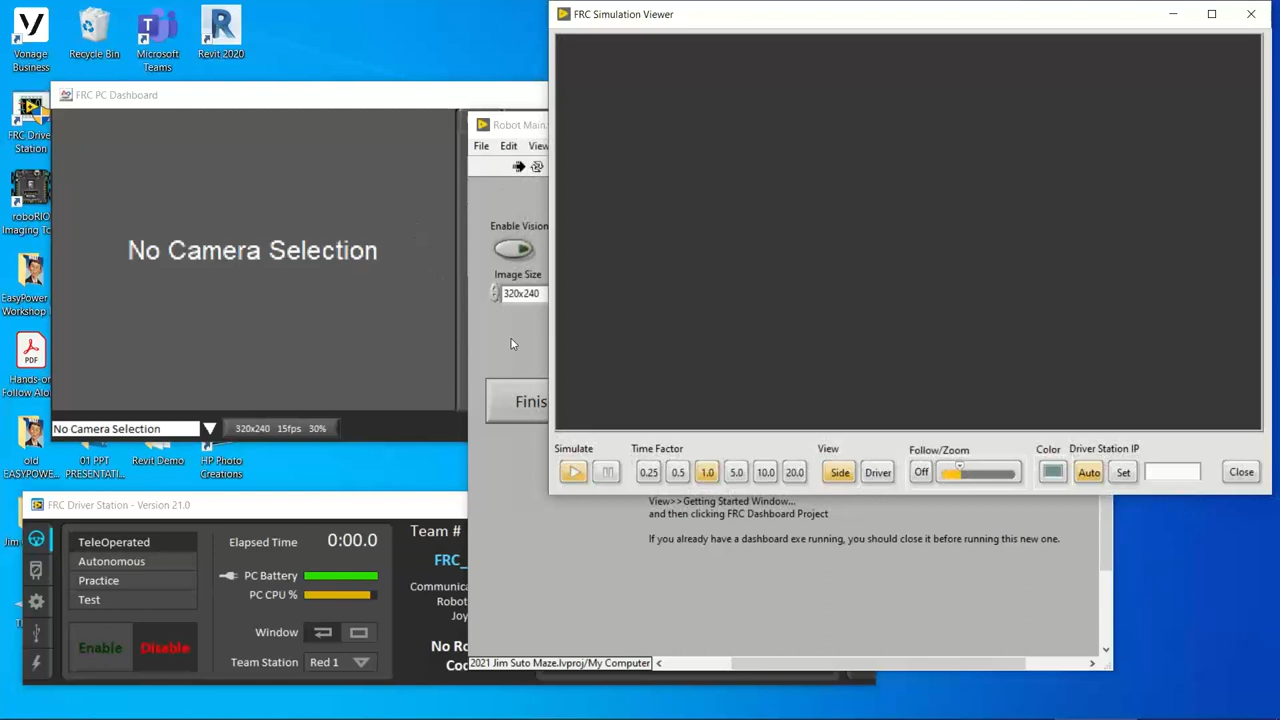 Vonage Business
Recycle Bin
Microsoft Teams
Revit 2020
FRC Driver Station
roboRIO Imaging To
EasyPower Workshop
Hands-on Follow Alo
old EASYPOWE
01 PPT PRESENTATI
Revit Demo
HP Photo Creations
FRC PC Dashboard
No Camera Selection
No Camera Selection
320x240 15fps 30%
Robot Main.
File Edit View
Enable Vision
Image Size
320x240
Finis
FRC Simulation Viewer
Simulate
Time Factor
View
Follow/Zoom
Color
Driver Station IP
0.25 0.5 1.0 5.0 10.0 20.0
Side Driver
Off
Auto Set
Close
View>>Getting Started Window...
and then clicking FRC Dashboard Project
If you already have a dashboard exe running, you should close it before running this new one.
2021 Jim Suto Maze.lvproj/My Computer
FRC Driver Station - Version 21.0
TeleOperated
Autonomous
Practice
Test
Enable Disable
Elapsed Time 0:00.0
PC Battery
PC CPU %
Window
Team Station Red 1
Team #
FRC_
Communica
Robot
Joy
No Ro
Coc